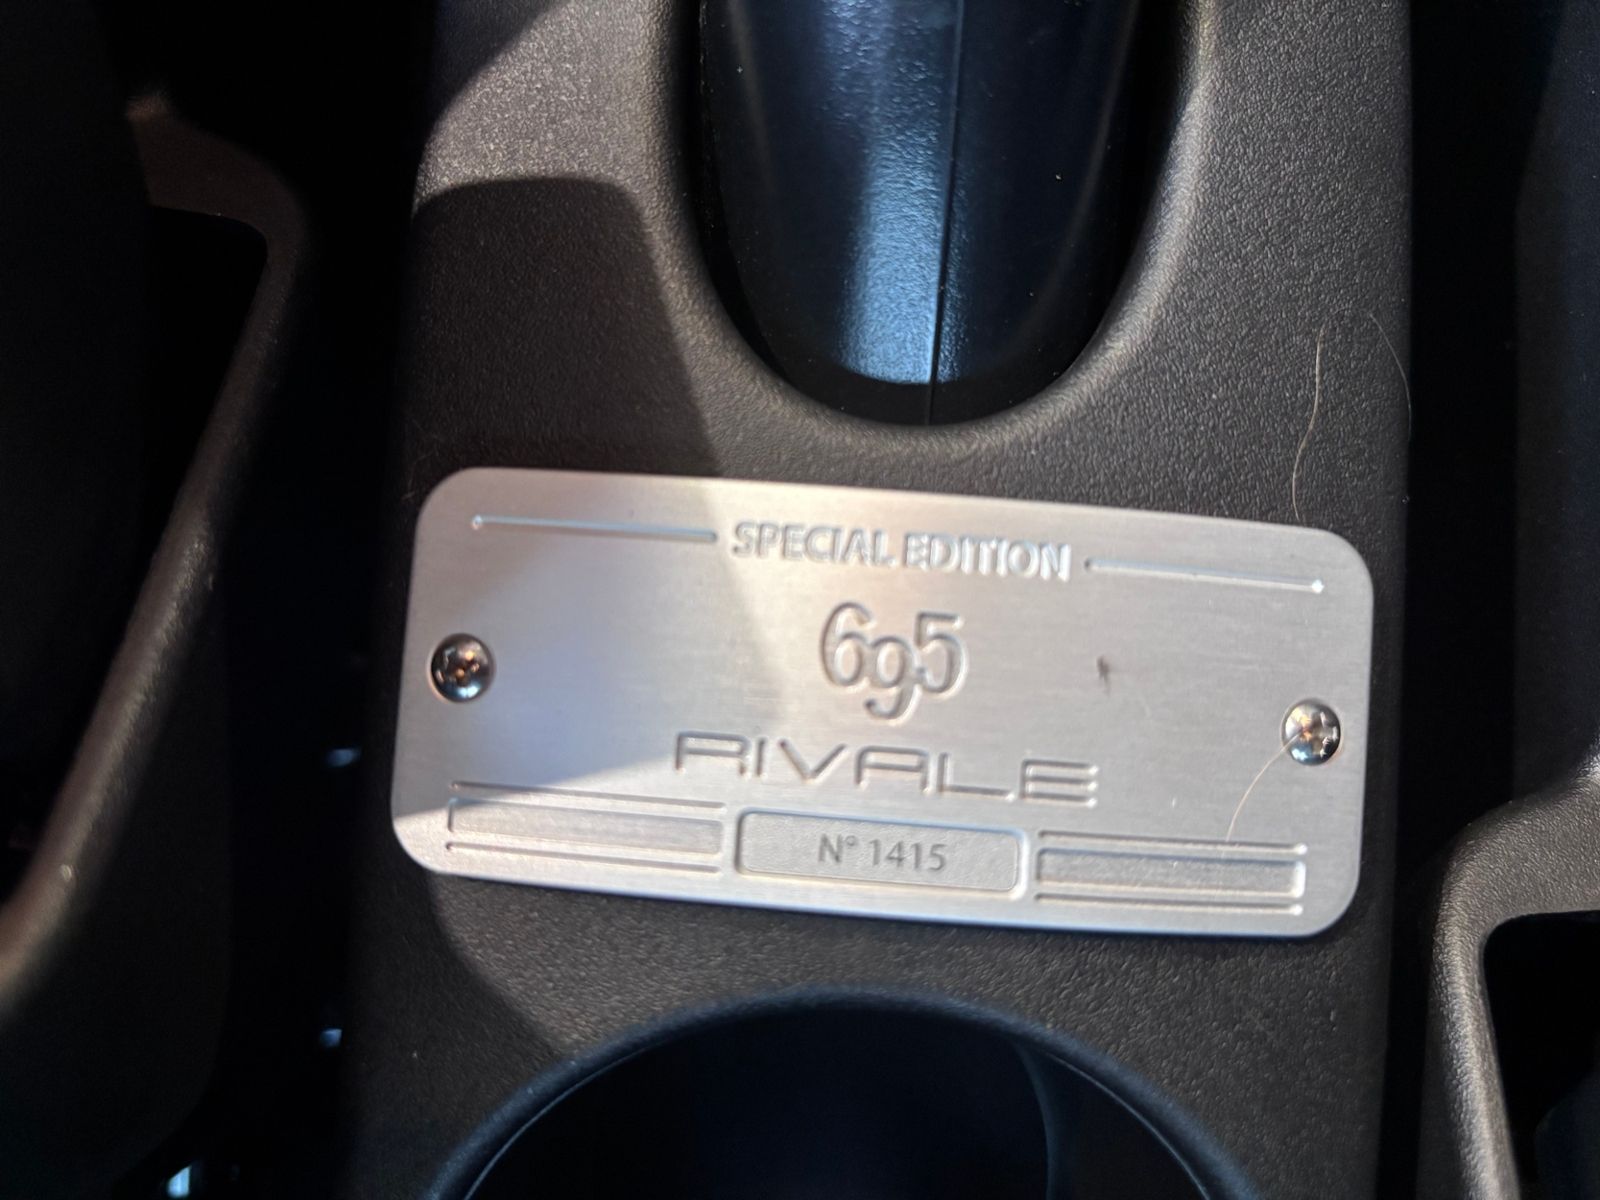 SPECIAL EDITION
695
RIVALE
N° 1415